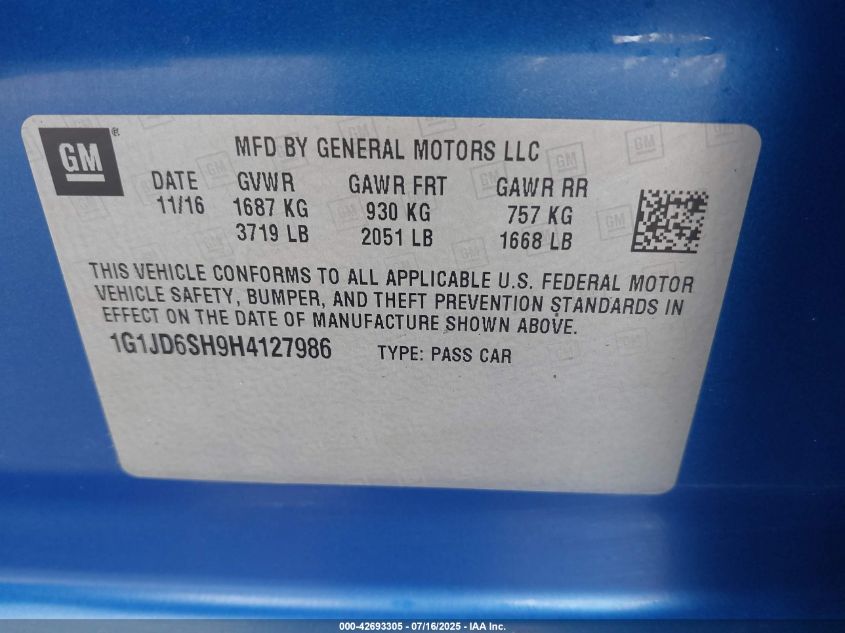 GM ®
MFD BY GENERAL MOTORS LLC
DATE GVWR GAWR FRT GAWR RR
11/16 1687 KG 930 KG 757 KG
3719 LB 2051 LB 1668 LB
THIS VEHICLE CONFORMS TO ALL APPLICABLE U.S. FEDERAL MOTOR
VEHICLE SAFETY, BUMPER, AND THEFT PREVENTION STANDARDS IN
EFFECT ON THE DATE OF MANUFACTURE SHOWN ABOVE.
1G1JD6SH9H4127986 TYPE: PASS CAR
000-42693305 - 07/16/2025 - IAA Inc.